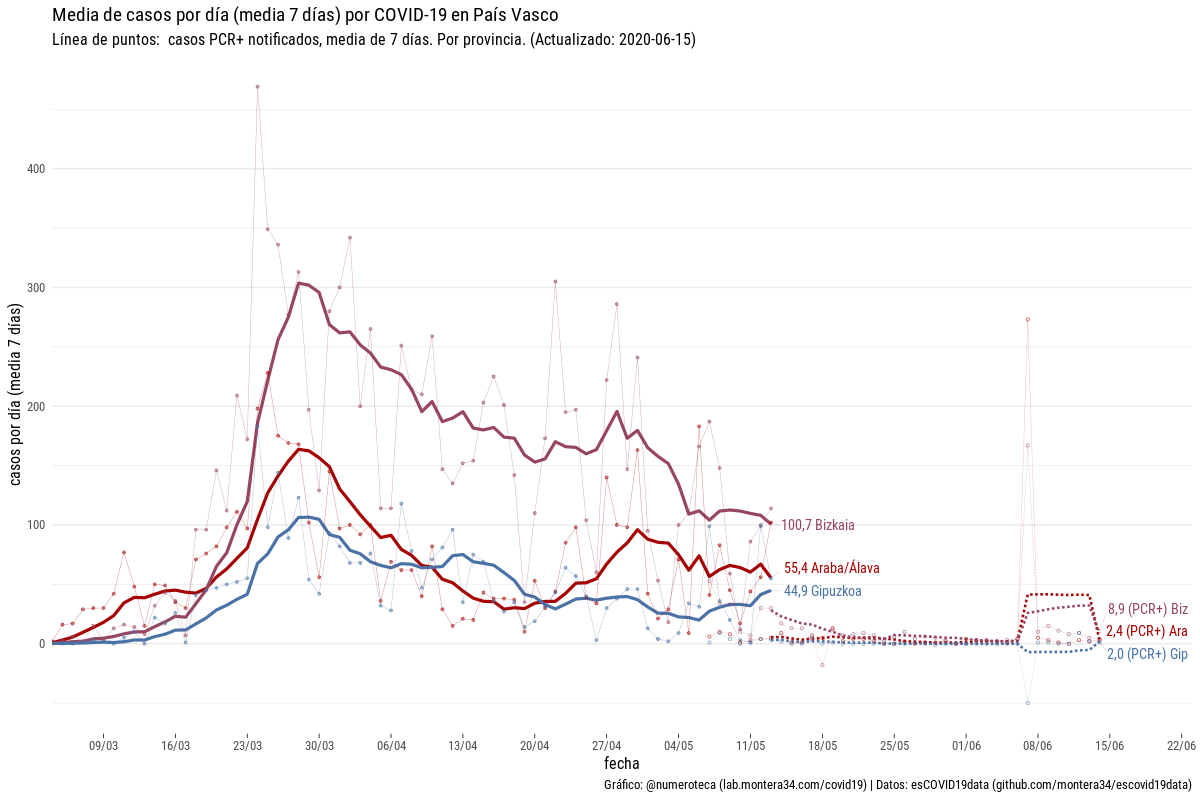 Media de casos por día (media 7 días) por COVID-19 en País Vasco
Línea de puntos:  casos PCR+ notificados, media de 7 días. Por provincia. (Actualizado: 2020-06-15)
casos por día (media 7 días)
400
300
200
100
0
100,7 Bizkaia
55,4 Araba/Álava
44,9 Gipuzkoa
8,9 (PCR+) Biz
2,4 (PCR+) Ara
2,0 (PCR+) Gip
09/03 16/03 23/03 30/03 06/04 13/04 20/04 27/04 04/05 11/05 18/05 25/05 01/06 08/06 15/06 22/06
fecha
Gráfico: @numeroteca (lab.montera34.com/covid19) | Datos: esCOVID19data (github.com/montera34/escovid19data)